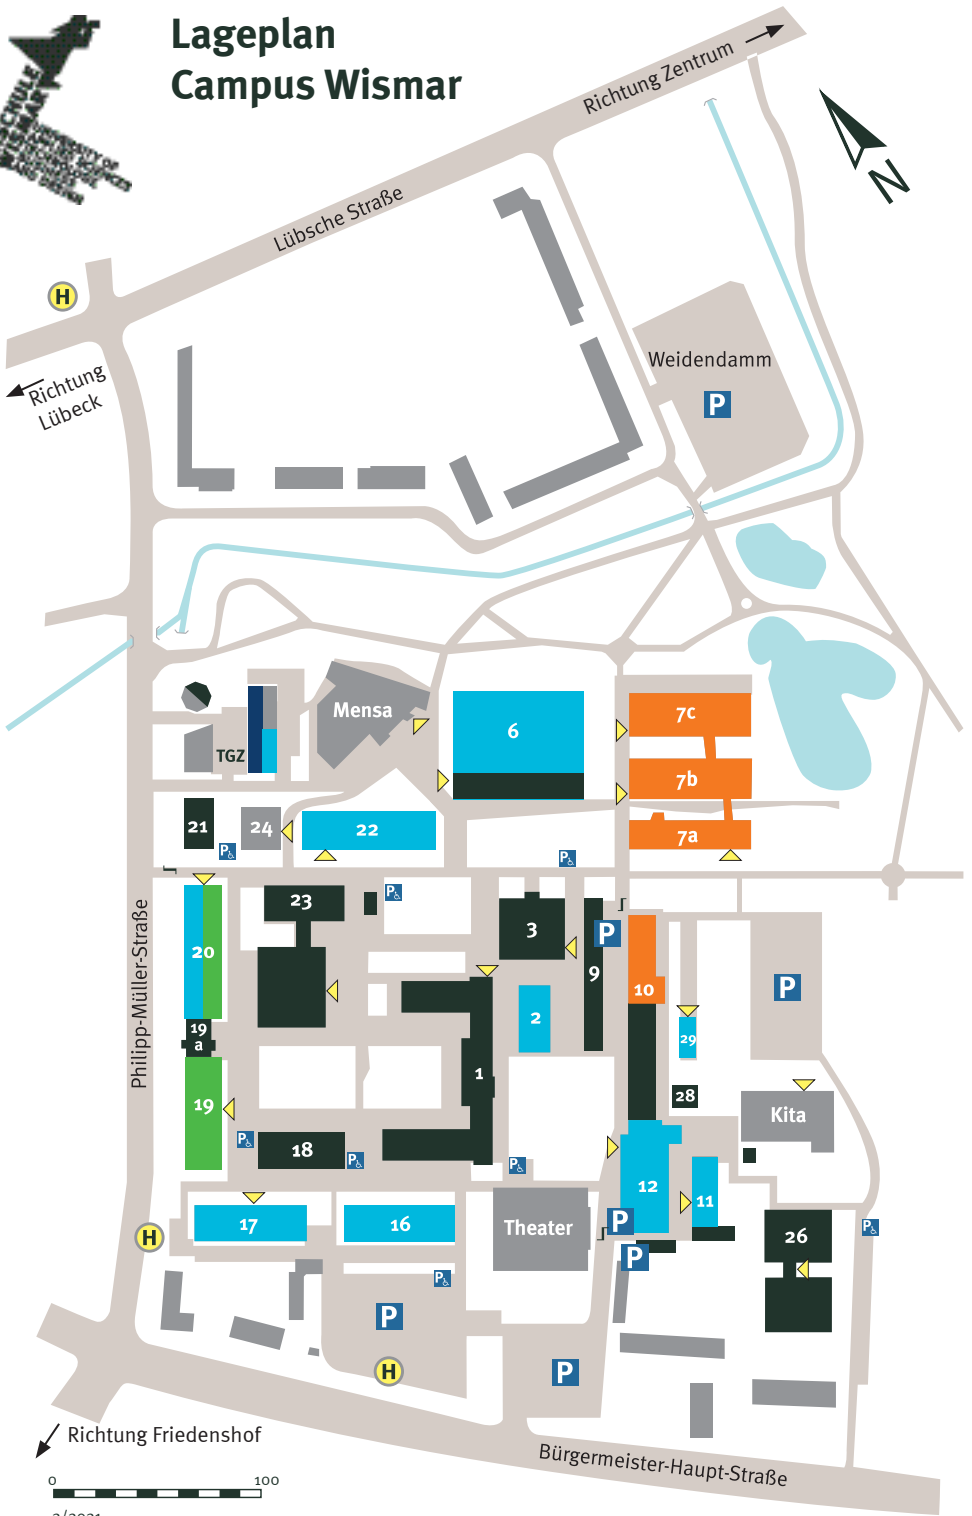 Lageplan
Campus Wismar
Richtung Zentrum
N
Lübsche Straße
H
Richtung
Lübeck
Weidendamm
P
Mensa
TGZ
6
7c
7b
7a
21
24
22
P
P
P
23
3
9
P
20
10
P
2
29
19
a
1
28
19
Kita
P
18
P
P
12
11
17
16
Theater
P
H
26
P
P
P
P
P
H
Philipp-Müller-Straße
Richtung Friedenshof
Bürgermeister-Haupt-Straße
0 100